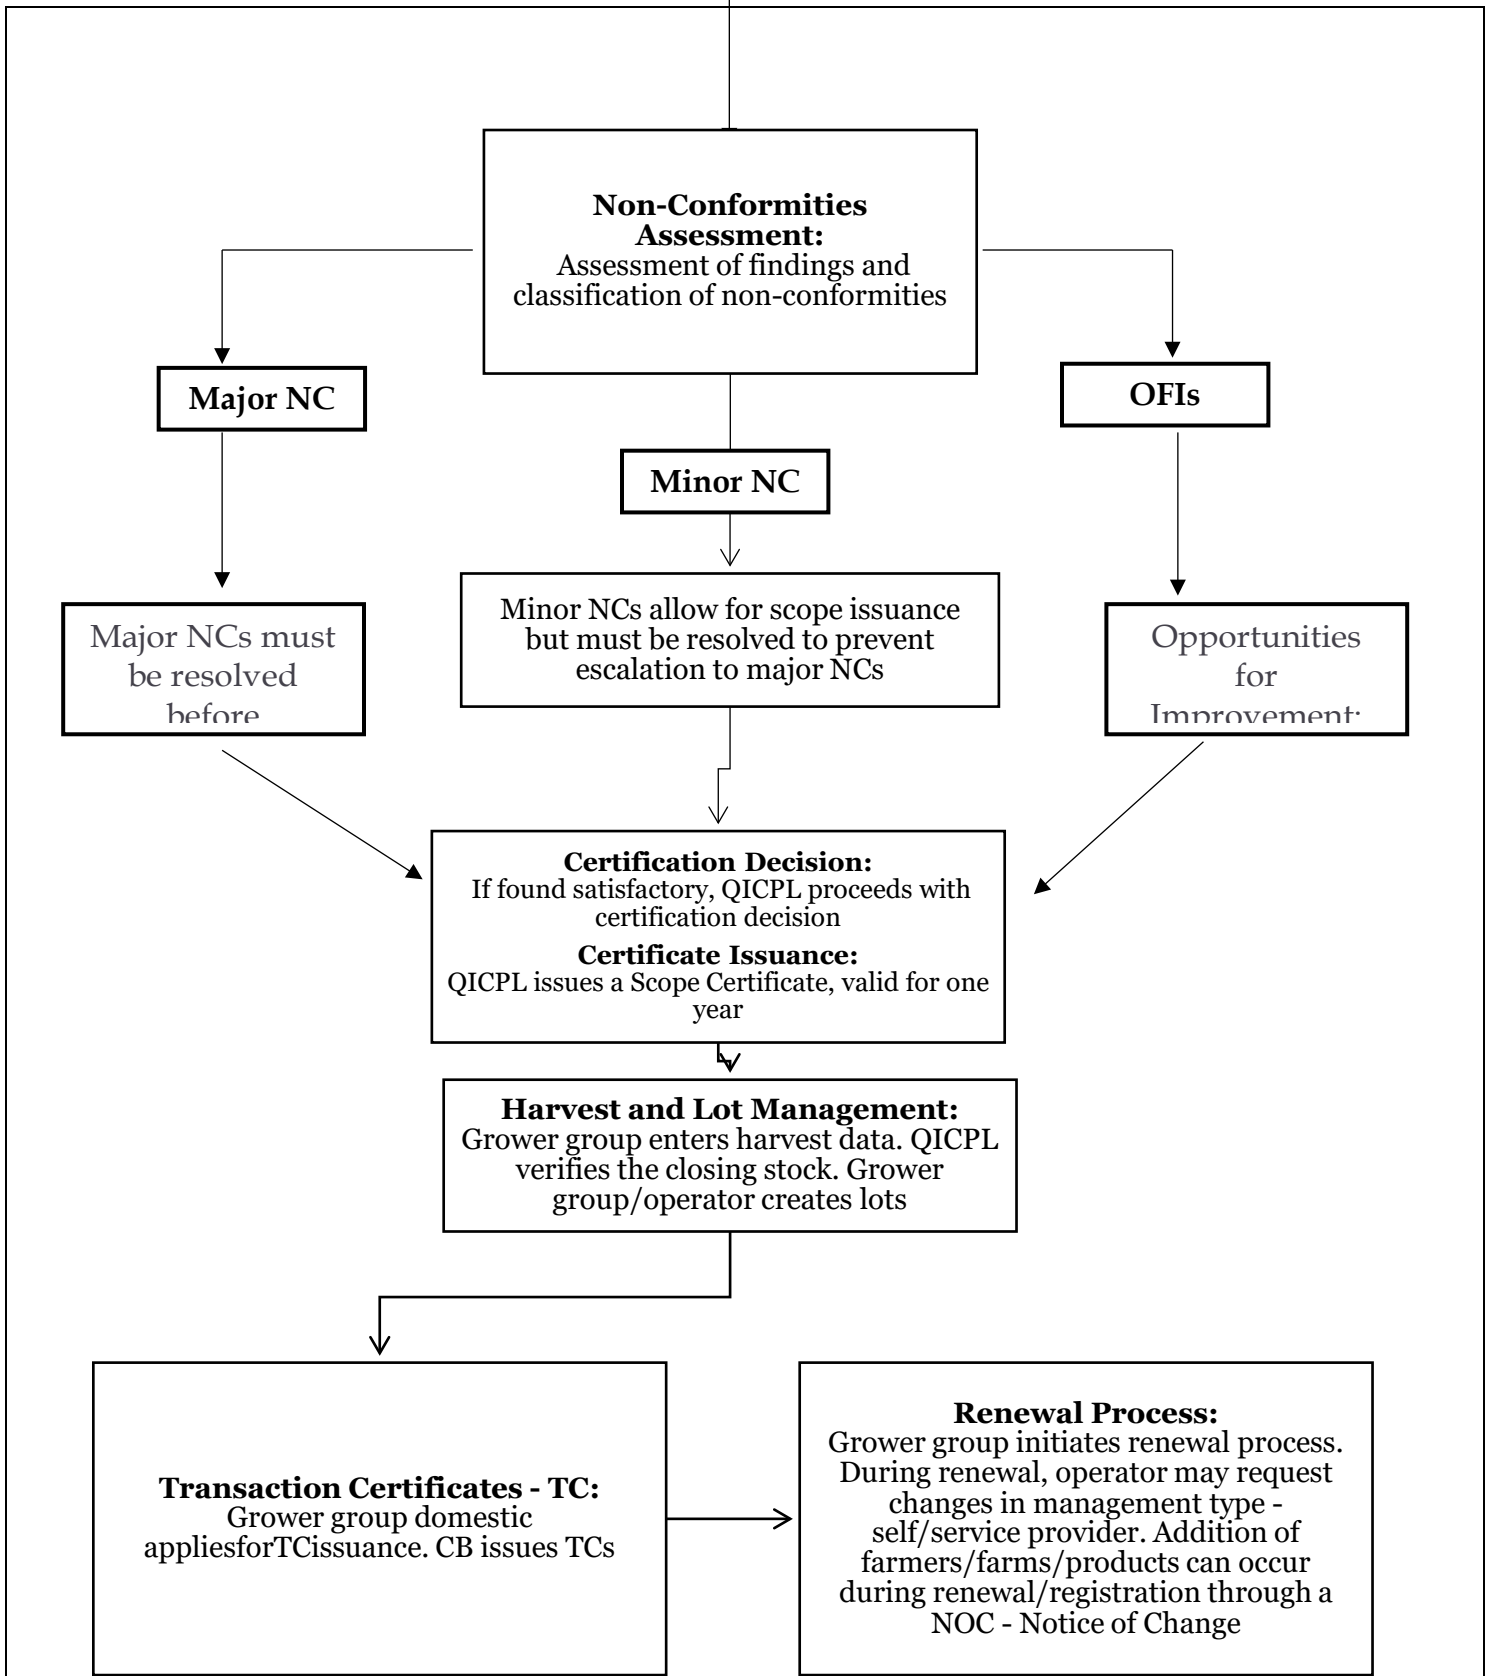 Non-Conformities
Assessment:
Assessment of findings and
classification of non-conformities
Major NC
OFIs
Minor NC
Major NCs must
be resolved
before
Minor NCs allow for scope issuance
but must be resolved to prevent
escalation to major NCs
Opportunities
for
Improvement:
Certification Decision:
If found satisfactory, QICPL proceeds with
certification decision
Certificate Issuance:
QICPL issues a Scope Certificate, valid for one
year
Harvest and Lot Management:
Grower group enters harvest data. QICPL
verifies the closing stock. Grower
group/operator creates lots
Transaction Certificates - TC:
Grower group domestic
appliesforTCissuance. CB issues TCs
Renewal Process:
Grower group initiates renewal process.
During renewal, operator may request
changes in management type -
self/service provider. Addition of
farmers/farms/products can occur
during renewal/registration through a
NOC - Notice of Change